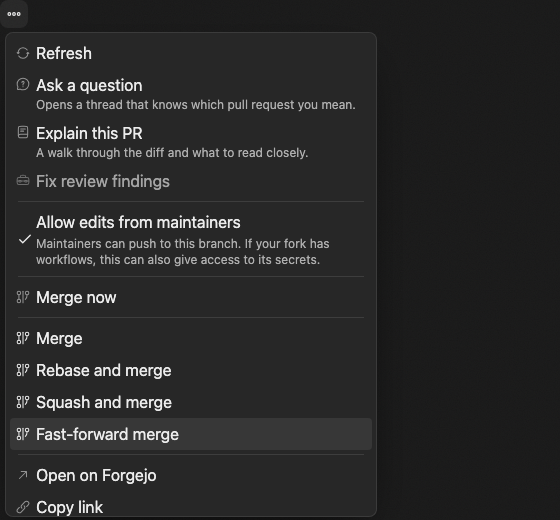 Refresh
Ask a question
Opens a thread that knows which pull request you mean.
Explain this PR
A walk through the diff and what to read closely.
Fix review findings
Allow edits from maintainers
Maintainers can push to this branch. If your fork has
workflows, this can also give access to its secrets.
Merge now
Merge
Rebase and merge
Squash and merge
Fast-forward merge
Open on Forgejo
Copy link